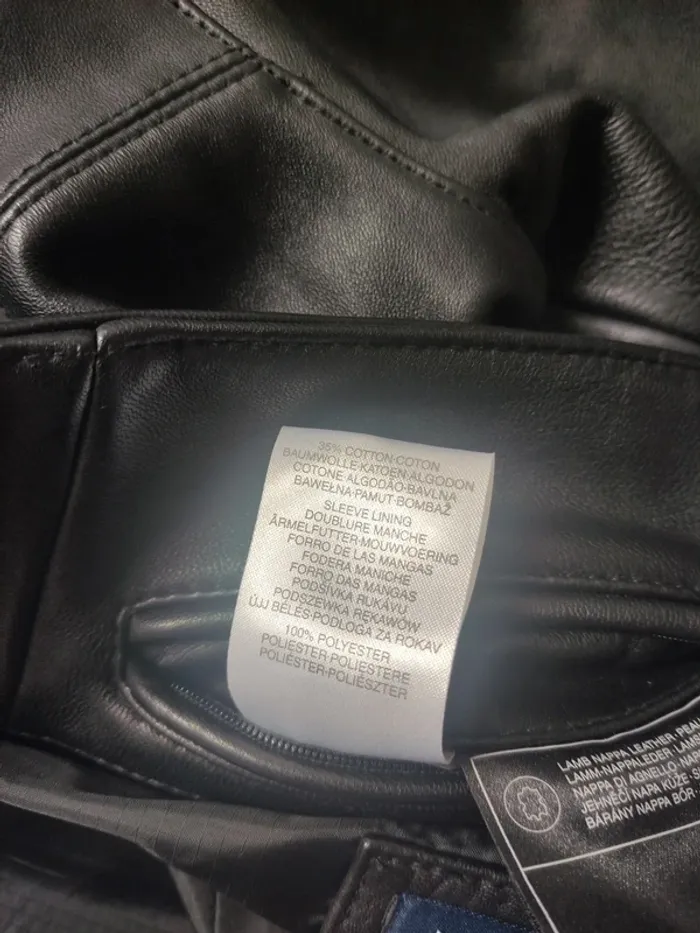 35% COTTON·COTON
BAUMWOLLE·KATOEN·ALGODON
COTONE ALGODÃO·BAVLNA
BAWEŁNA·PAMUT·BOMBAŽ
SLEEVE LINING
DOUBLURE MANCHE
ÄRMELFUTTER·MOUWVOERING
FORRO DE LAS MANGAS
FODERA MANICHE
FORRO DAS MANGAS
PODŠÍVKA RUKÁVU
PODSZEWKA RĘKAWÓW
ÚJJ BÉLÉS·PODLOGA ZA ROKAV
100% POLYESTER
POLIÉSTER·POLIESTERE
POLIÉSTER·POLIÉSZTER
LAMB NAPPA LEATHER·
LAMM-NAPPALEDER·
NAPPA DI AGNELLO·
JEHNĚČÍ NAPA KŮŽE
BÁRÁNY NAPPA BŐR·